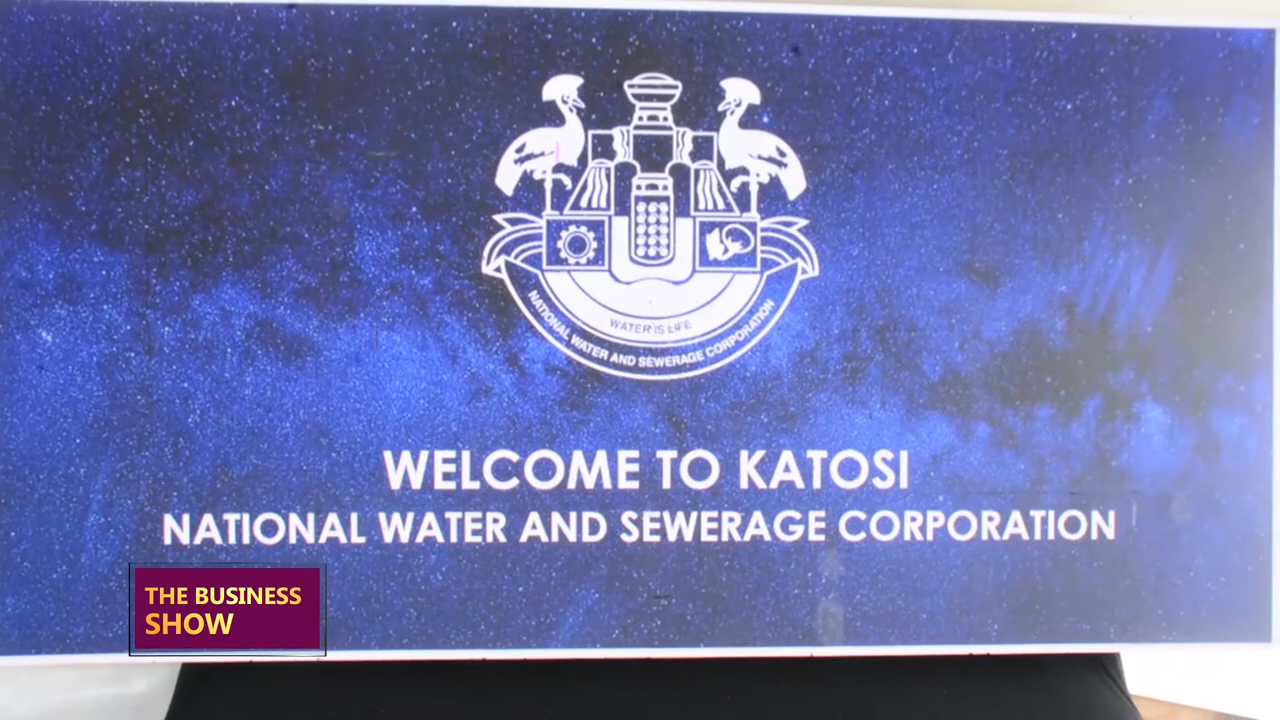 WATER IS LIFE
NATIONAL WATER AND SEWERAGE CORPORATION
WELCOME TO KATOSI
NATIONAL WATER AND SEWERAGE CORPORATION
THE BUSINESS
SHOW